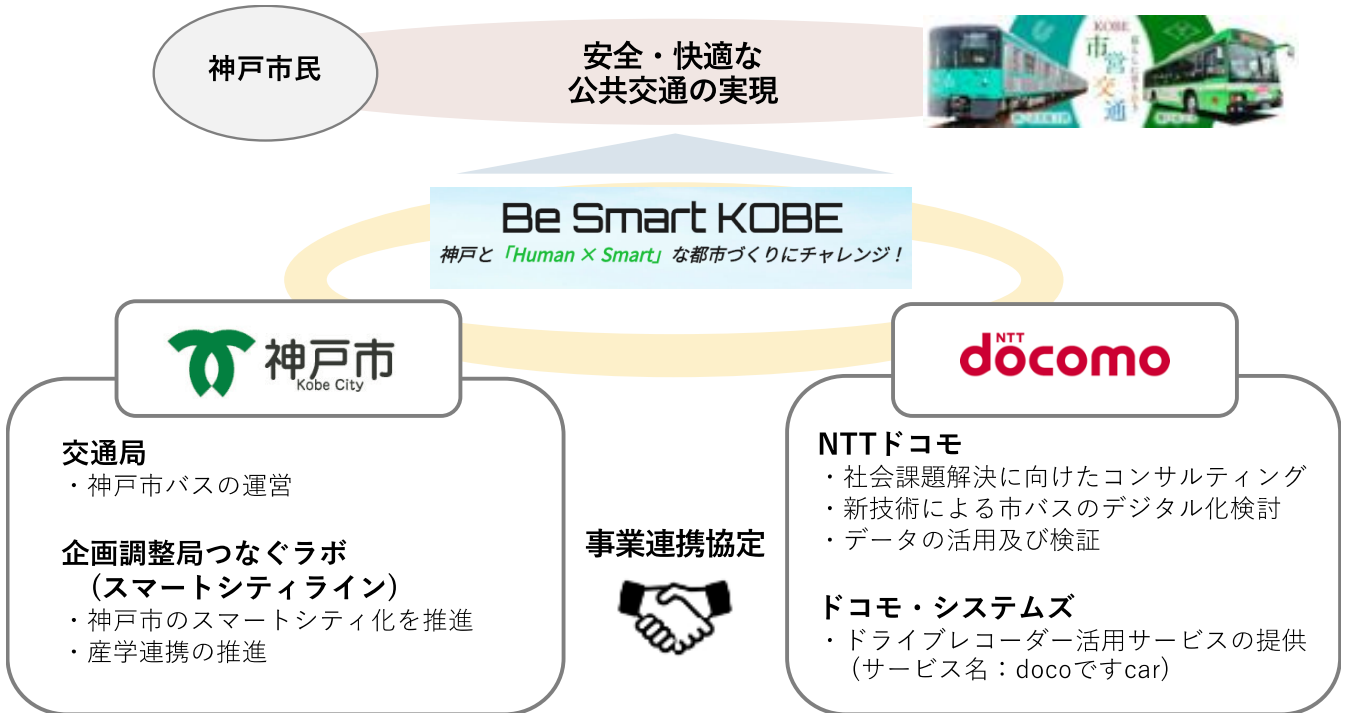 神戸市民
安全・快適な
公共交通の実現
KOBE
市営交通
Be Smart KOBE
神戸と「Human × Smart」な都市づくりにチャレンジ！
神戸市
Kobe City
NTT
docomo
交通局
・神戸市バスの運営
企画調整局つなぐラボ
（スマートシティライン）
・神戸市のスマートシティ化を推進
・産学連携の推進
事業連携協定
NTTドコモ
・社会課題解決に向けたコンサルティング
・新技術による市バスのデジタル化検討
・データの活用及び検証
ドコモ・システムズ
・ドライブレコーダー活用サービスの提供
（サービス名：docoですcar）